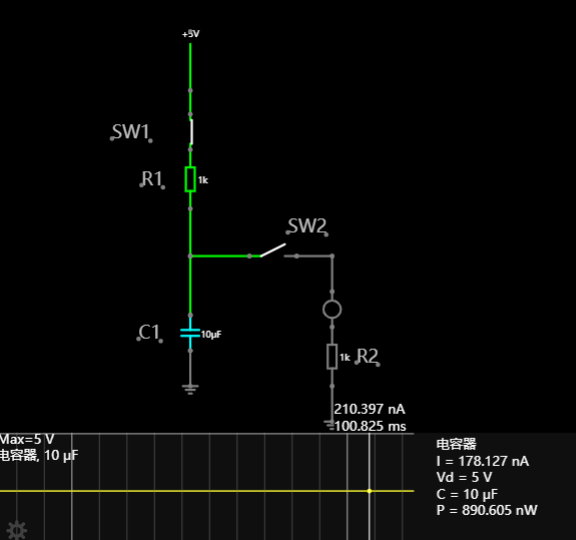 +5V
SW1
R1
1k
SW2
C1
10μF
1k
R2
210.397 nA
100.825 ms
Max=5 V
电容器, 10 μF
电容器
I = 178.127 nA
Vd = 5 V
C = 10 μF
P = 890.605 nW